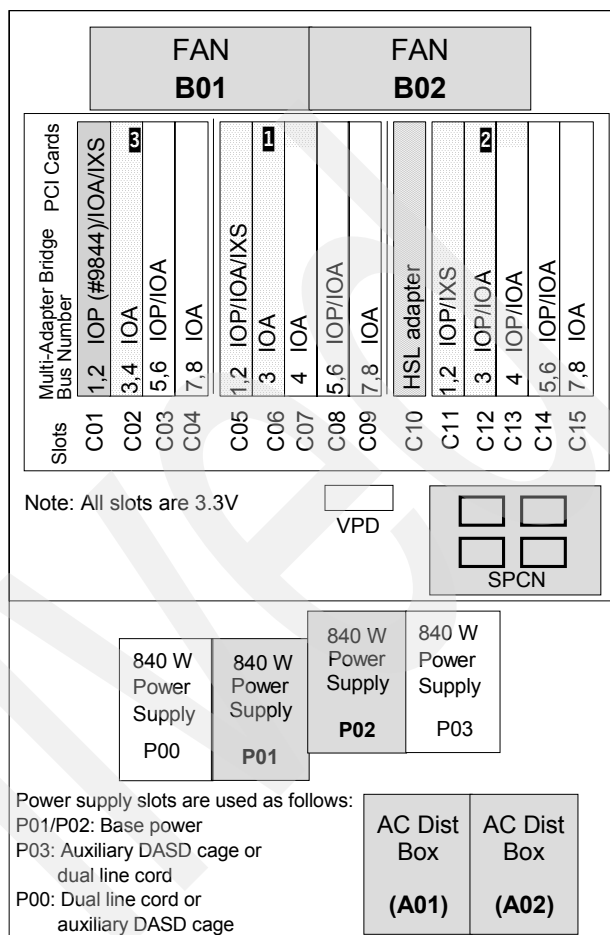 FAN
B01
FAN
B02
PCI Cards
Multi-Adapter Bridge
Bus Number
Slots
3
1
2
C01 1,2 IOP (#9844)/IOA/IXS
C02 3,4 IOA
C03 5,6 IOP/IOA
C04 7,8 IOA
C05 1,2 IOP/IOA/IXS
C06 3 IOA
C07 4 IOA
C08 5,6 IOP/IOA
C09 7,8 IOA
C10 HSL adapter
C11 1,2 IOP/IXS
C12 3 IOP/IOA
C13 4 IOP/IOA
C14 5,6 IOP/IOA
C15 7,8 IOA
Note: All slots are 3.3V
VPD
SPCN
840 W
Power
Supply
P00
840 W
Power
Supply
P01
840 W
Power
Supply
P02
840 W
Power
Supply
P03
Power supply slots are used as follows:
P01/P02: Base power
P03: Auxiliary DASD cage or
dual line cord
P00: Dual line cord or
auxiliary DASD cage
AC Dist
Box
(A01)
AC Dist
Box
(A02)